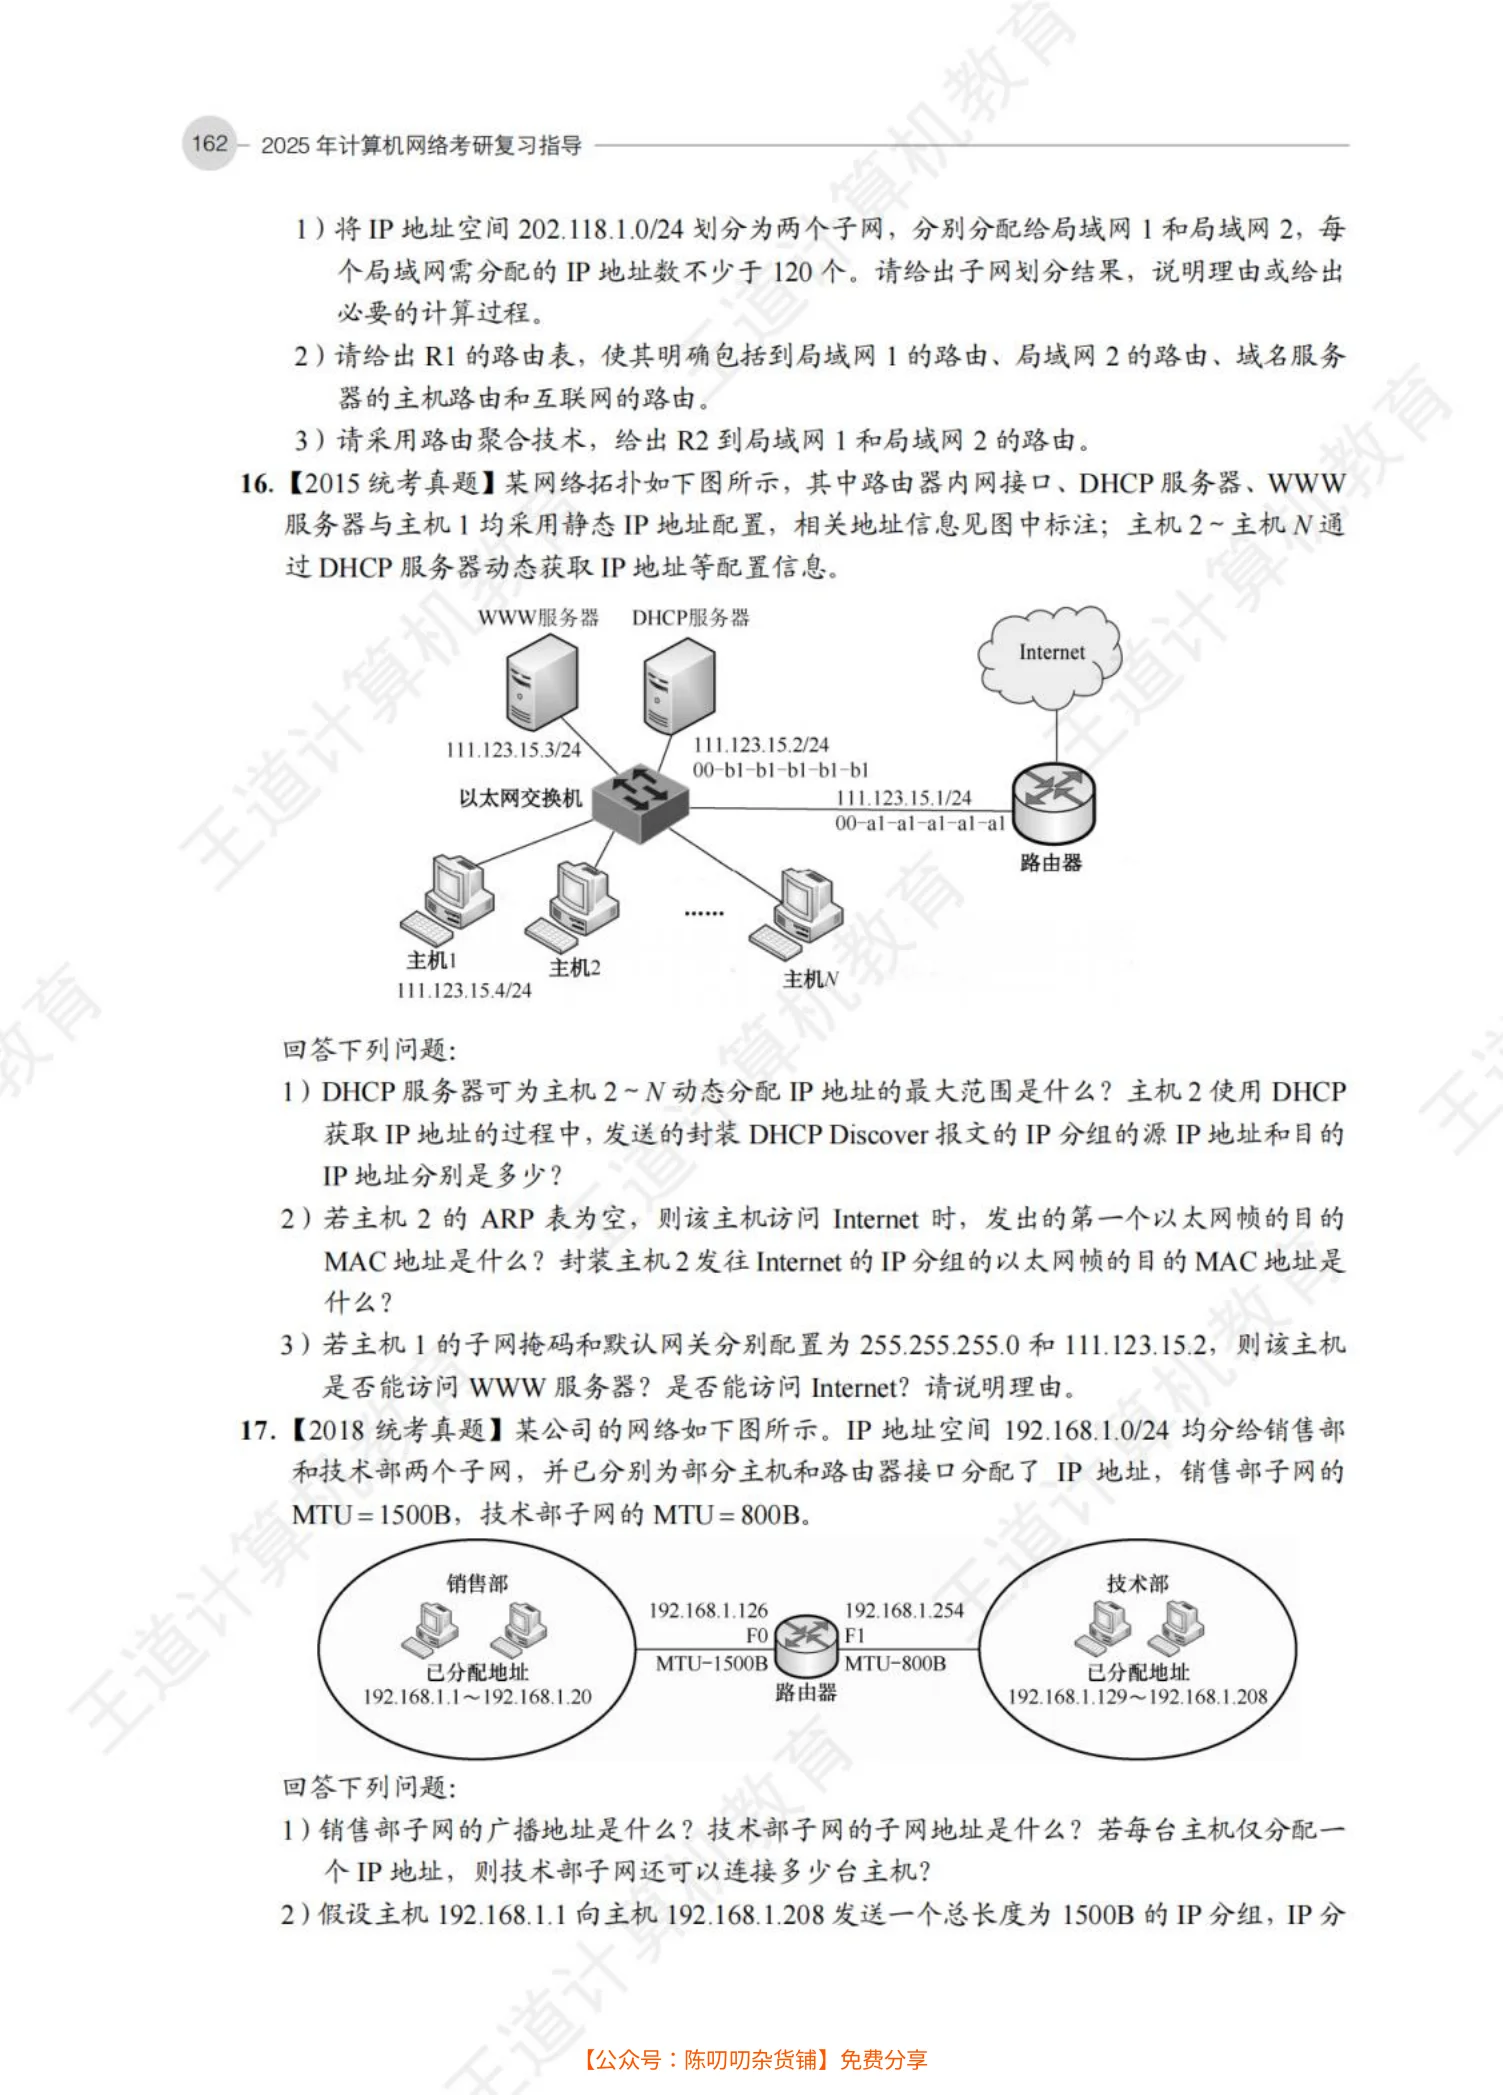 162 2025 年计算机网络考研复习指导
1）将 IP 地址空间 202.118.1.0/24 划分为两个子网，分别分配给局域网 1 和局域网 2，每
个局域网需分配的 IP 地址数不少于 120 个。请给出子网划分结果，说明理由或给出
必要的计算过程。
2）请给出 R1 的路由表，使其明确包括到局域网 1 的路由、局域网 2 的路由、域名服务
器的主机路由和互联网的路由。
3）请采用路由聚合技术，给出 R2 到局域网 1 和局域网 2 的路由。
16.【2015 统考真题】某网络拓扑如下图所示，其中路由器内网接口、DHCP 服务器、WWW
服务器与主机 1 均采用静态 IP 地址配置，相关地址信息见图中标注；主机 2 ~ 主机 N 通
过 DHCP 服务器动态获取 IP 地址等配置信息。
WWW服务器 DHCP服务器
Internet
111.123.15.3/24
111.123.15.2/24
00-b1-b1-b1-b1-b1
以太网交换机
111.123.15.1/24
00-a1-a1-a1-a1-a1
路由器
······
主机1
主机2
主机N
111.123.15.4/24
回答下列问题：
1）DHCP 服务器可为主机 2 ~ N 动态分配 IP 地址的最大范围是什么？主机 2 使用 DHCP
获取 IP 地址的过程中，发送的封装 DHCP Discover 报文的 IP 分组的源 IP 地址和目的
IP 地址分别是多少？
2）若主机 2 的 ARP 表为空，则该主机访问 Internet 时，发出的第一个以太网帧的目的
MAC 地址是什么？封装主机 2 发往 Internet 的 IP 分组的以太网帧的目的 MAC 地址是
什么？
3）若主机 1 的子网掩码和默认网关分别配置为 255.255.255.0 和 111.123.15.2，则该主机
是否能访问 WWW 服务器？是否能访问 Internet？请说明理由。
17.【2018 统考真题】某公司的网络如下图所示。IP 地址空间 192.168.1.0/24 均分给销售部
和技术部两个子网，并已分别为部分主机和路由器接口分配了 IP 地址，销售部子网的
MTU = 1500B，技术部子网的 MTU = 800B。
销售部
技术部
192.168.1.126 192.168.1.254
F0 F1
MTU-1500B MTU-800B
路由器
已分配地址
192.168.1.1～192.168.1.20
已分配地址
192.168.1.129～192.168.1.208
回答下列问题：
1）销售部子网的广播地址是什么？技术部子网的子网地址是什么？若每台主机仅分配一
个 IP 地址，则技术部子网还可以连接多少台主机？
2）假设主机 192.168.1.1 向主机 192.168.1.208 发送一个总长度为 1500B 的 IP 分组，IP 分
王道计算机教育
【公众号：陈叨叨杂货铺】免费分享